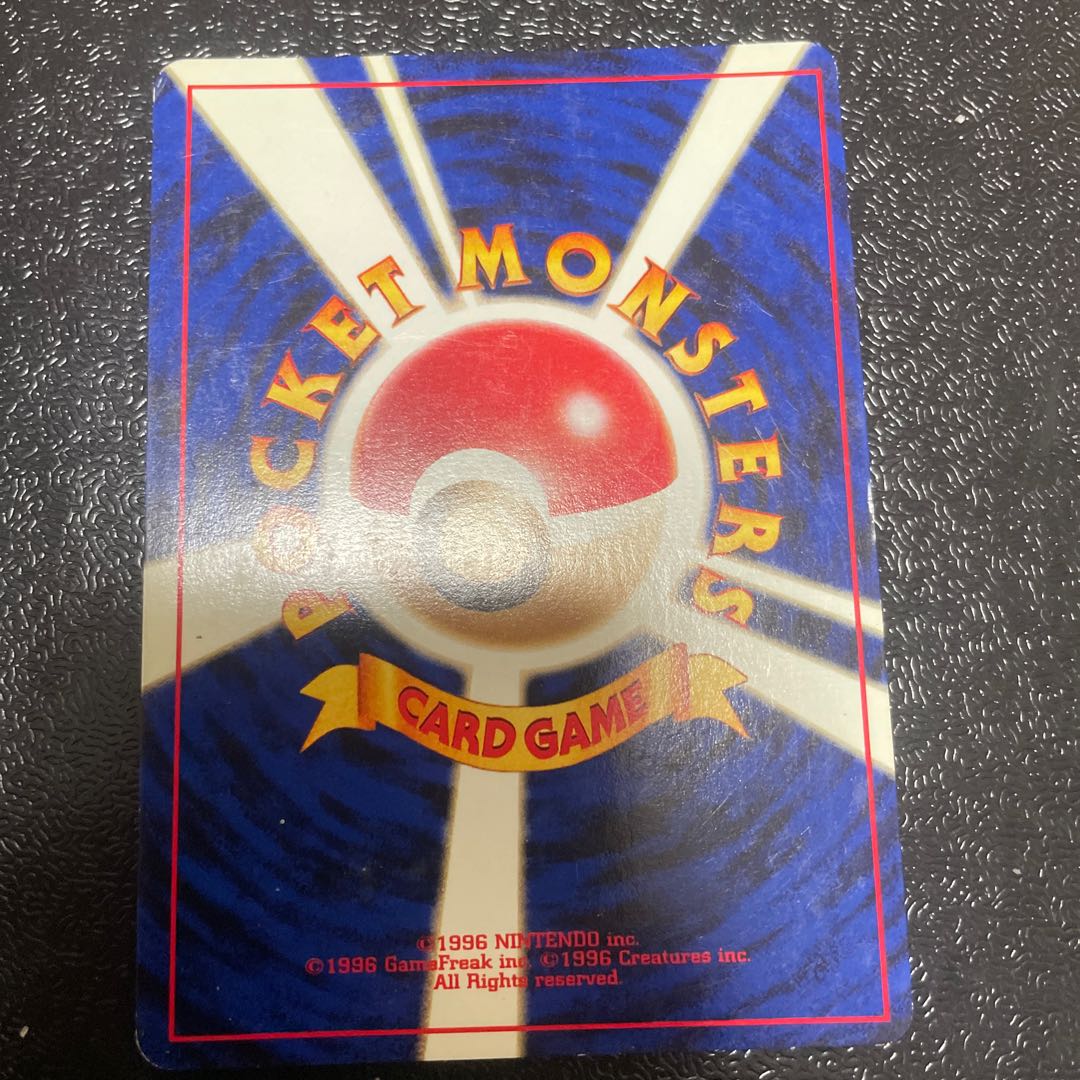 POCKET MONSTERS
CARD GAME
©1996 NINTENDO inc.
©1996 GameFreak inc. ©1996 Creatures inc.
All Rights reserved.